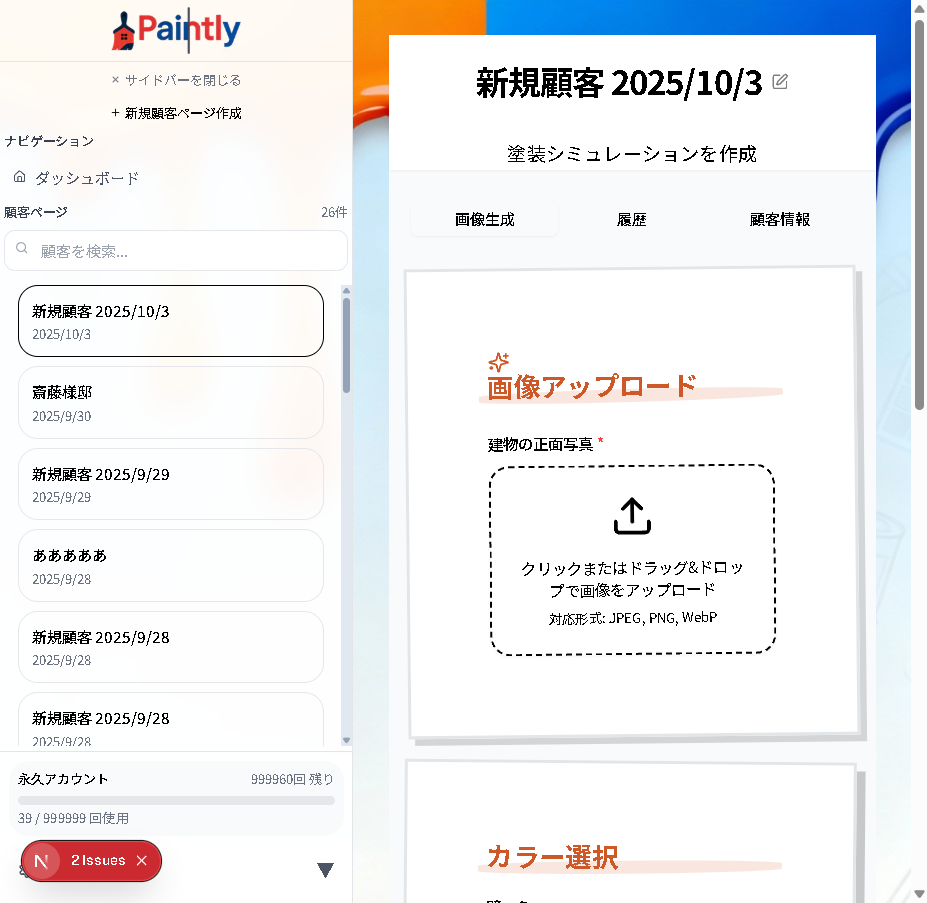 Paintly
× サイドバーを閉じる
+ 新規顧客ページ作成
ナビゲーション
ダッシュボード
顧客ページ 26件
顧客を検索...
新規顧客 2025/10/3
2025/10/3
斎藤様邸
2025/9/30
新規顧客 2025/9/29
2025/9/29
あああああ
2025/9/28
新規顧客 2025/9/28
2025/9/28
新規顧客 2025/9/28
2025/9/28
永久アカウント 999960回 残り
39 / 999999 回使用
N 2 Issues ×
新規顧客 2025/10/3
塗装シミュレーションを作成
画像生成 履歴 顧客情報
画像アップロード
建物の正面写真 *
クリックまたはドラッグ&ドロッ
プで画像をアップロード
対応形式: JPEG, PNG, WebP
カラー選択